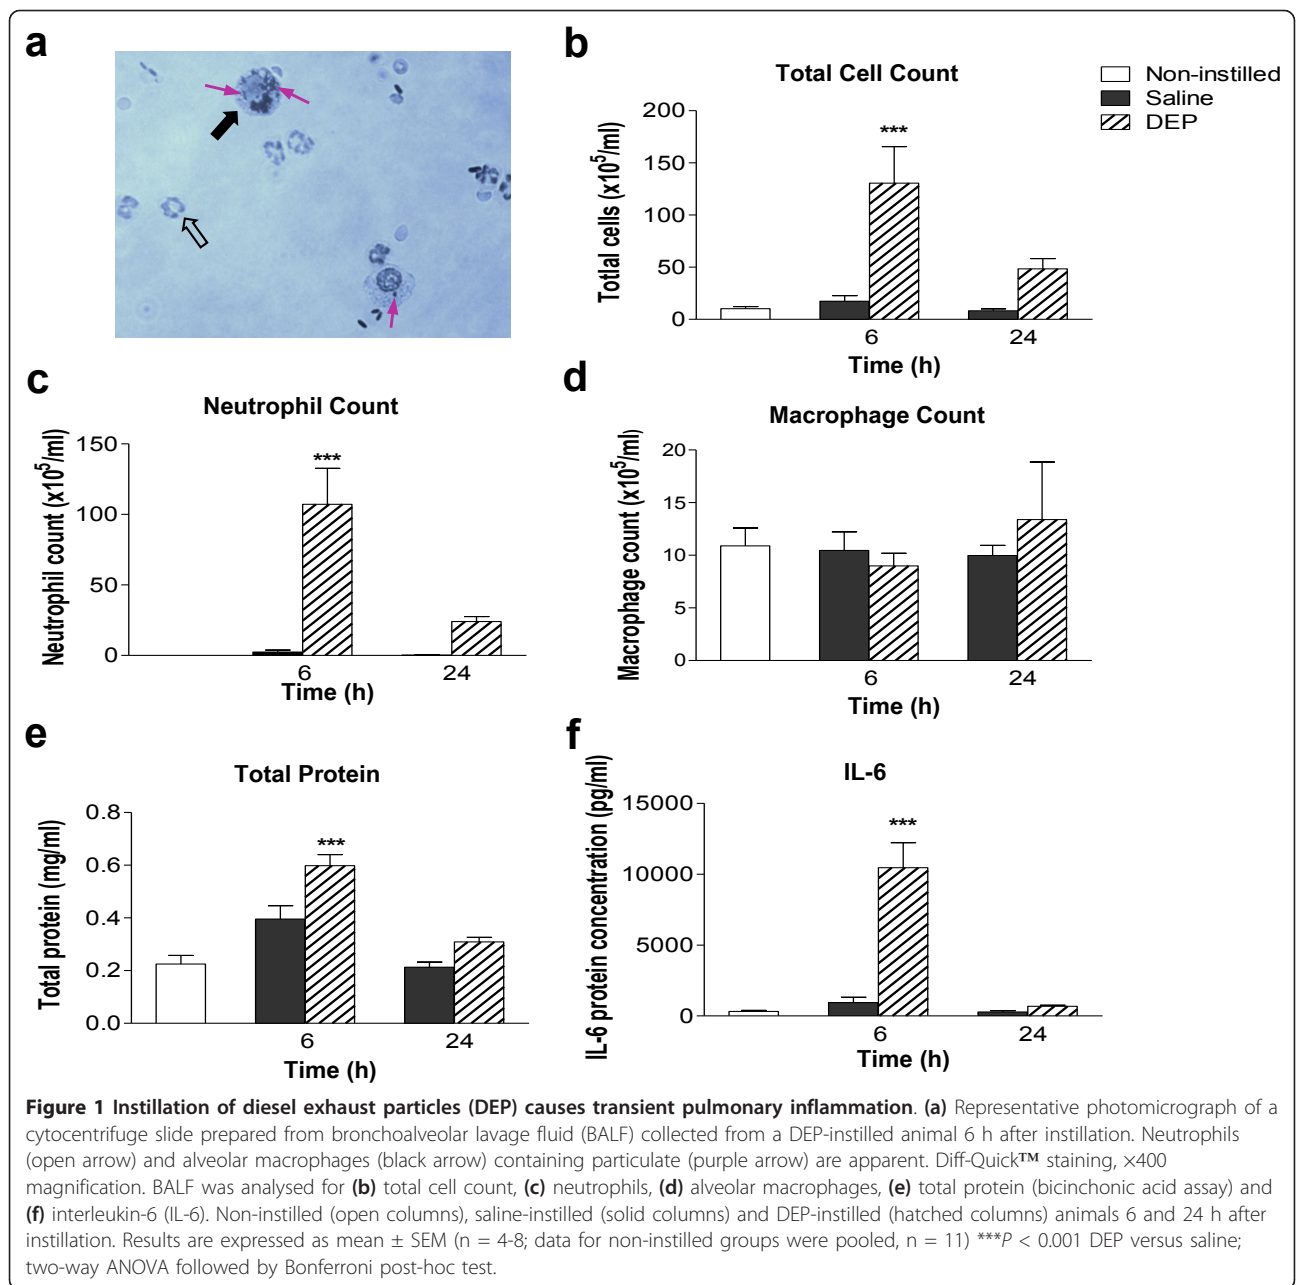 a
b
Total Cell Count
Non-instilled
Saline
DEP
Totlal cells (x10⁵/ml)
200
150
100
50
0
***
6
24
Time (h)
c
Neutrophil Count
Neutrophil count (x10⁵/ml)
150
100
50
0
***
6
24
Time (h)
d
Macrophage Count
Macrophage count (x10⁵/ml)
20
15
10
5
0
6
24
Time (h)
e
Total Protein
Total protein (mg/ml)
0.8
0.6
0.4
0.2
0.0
***
6
24
Time (h)
f
IL-6
IL-6 protein concentration (pg/ml)
15000
10000
5000
0
***
6
24
Time (h)
Figure 1 Instillation of diesel exhaust particles (DEP) causes transient pulmonary inflammation. (a) Representative photomicrograph of a
cytocentrifuge slide prepared from bronchoalveolar lavage fluid (BALF) collected from a DEP-instilled animal 6 h after instillation. Neutrophils
(open arrow) and alveolar macrophages (black arrow) containing particulate (purple arrow) are apparent. Diff-Quick™ staining, ×400
magnification. BALF was analysed for (b) total cell count, (c) neutrophils, (d) alveolar macrophages, (e) total protein (bicinchonic acid assay) and
(f) interleukin-6 (IL-6). Non-instilled (open columns), saline-instilled (solid columns) and DEP-instilled (hatched columns) animals 6 and 24 h after
instillation. Results are expressed as mean ± SEM (n = 4-8; data for non-instilled groups were pooled, n = 11) ***P < 0.001 DEP versus saline;
two-way ANOVA followed by Bonferroni post-hoc test.